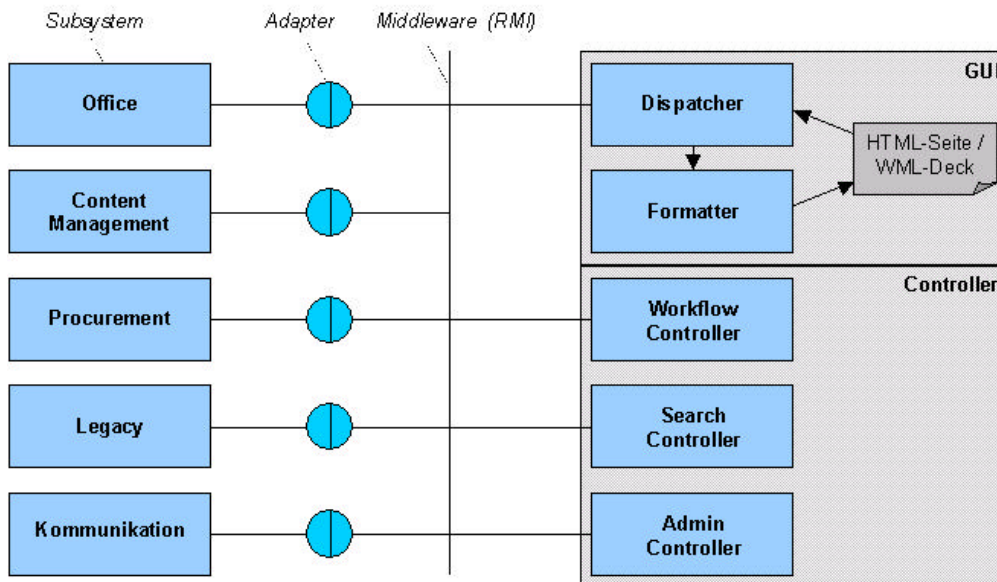 Subsystem
Adapter
Middleware (RMI)
GUI
Office
Dispatcher
HTML-Seite /
WML-Deck
Content
Management
Formatter
Controller
Procurement
Workflow
Controller
Legacy
Search
Controller
Kommunikation
Admin
Controller